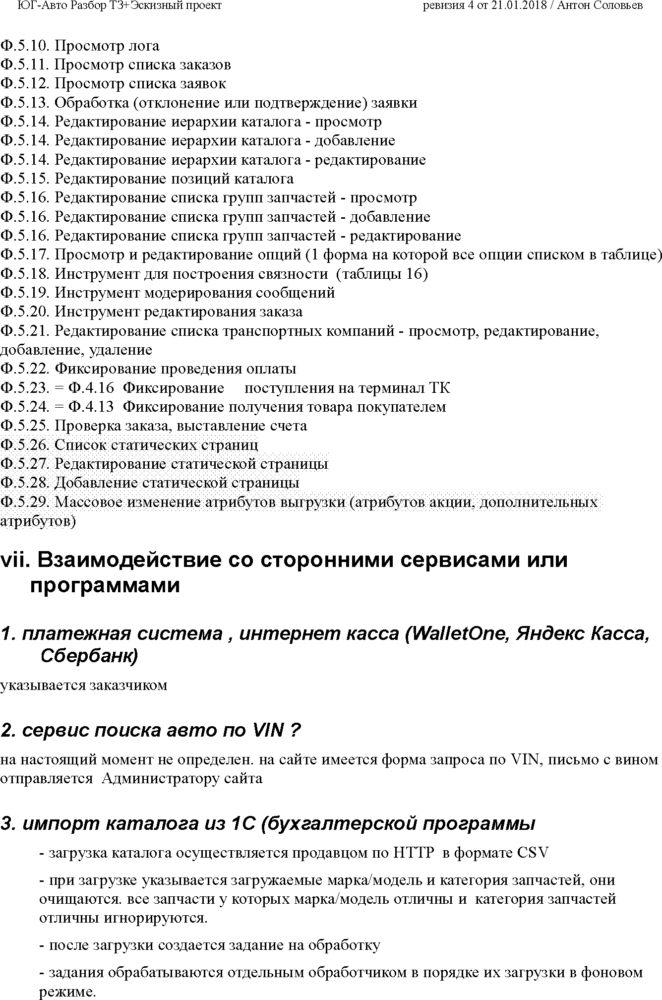 ЮГ-Авто Разбор ТЗ+Эскизный проект ревизия 4 от 21.01.2018 / Антон Соловьев
Ф.5.10. Просмотр лога
Ф.5.11. Просмотр списка заказов
Ф.5.12. Просмотр списка заявок
Ф.5.13. Обработка (отклонение или подтверждение) заявки
Ф.5.14. Редактирование иерархии каталога - просмотр
Ф.5.14. Редактирование иерархии каталога - добавление
Ф.5.14. Редактирование иерархии каталога - редактирование
Ф.5.15. Редактирование позиций каталога
Ф.5.16. Редактирование списка групп запчастей - просмотр
Ф.5.16. Редактирование списка групп запчастей - добавление
Ф.5.16. Редактирование списка групп запчастей - редактирование
Ф.5.17. Просмотр и редактирование опций (1 форма на которой все опции списком в таблице)
Ф.5.18. Инструмент для построения связности (таблицы 16)
Ф.5.19. Инструмент модерирования сообщений
Ф.5.20. Инструмент редактирования заказа
Ф.5.21. Редактирование списка транспортных компаний - просмотр, редактирование,
добавление, удаление
Ф.5.22. Фиксирование проведения оплаты
Ф.5.23. = Ф.4.16 Фиксирование поступления на терминал ТК
Ф.5.24. = Ф.4.13 Фиксирование получения товара покупателем
Ф.5.25. Проверка заказа, выставление счета
Ф.5.26. Список статических страниц
Ф.5.27. Редактирование статической страницы
Ф.5.28. Добавление статической страницы
Ф.5.29. Массовое изменение атрибутов выгрузки (атрибутов акции, дополнительных
атрибутов)
vii. Взаимодействие со сторонними сервисами или
программами
1. платежная система , интернет касса (WalletOne, Яндекс Касса,
Сбербанк)
указывается заказчиком
2. сервис поиска авто по VIN ?
на настоящий момент не определен. на сайте имеется форма запроса по VIN, письмо с вином
отправляется Администратору сайта
3. импорт каталога из 1С (бухгалтерской программы
- загрузка каталога осуществляется продавцом по HTTP в формате CSV
- при загрузке указывается загружаемые марка/модель и категория запчастей, они
очищаются. все запчасти у которых марка/модель отличны и категория запчастей
отличны игнорируются.
- после загрузки создается задание на обработку
- задания обрабатываются отдельным обработчиком в порядке их загрузки в фоновом
режиме.